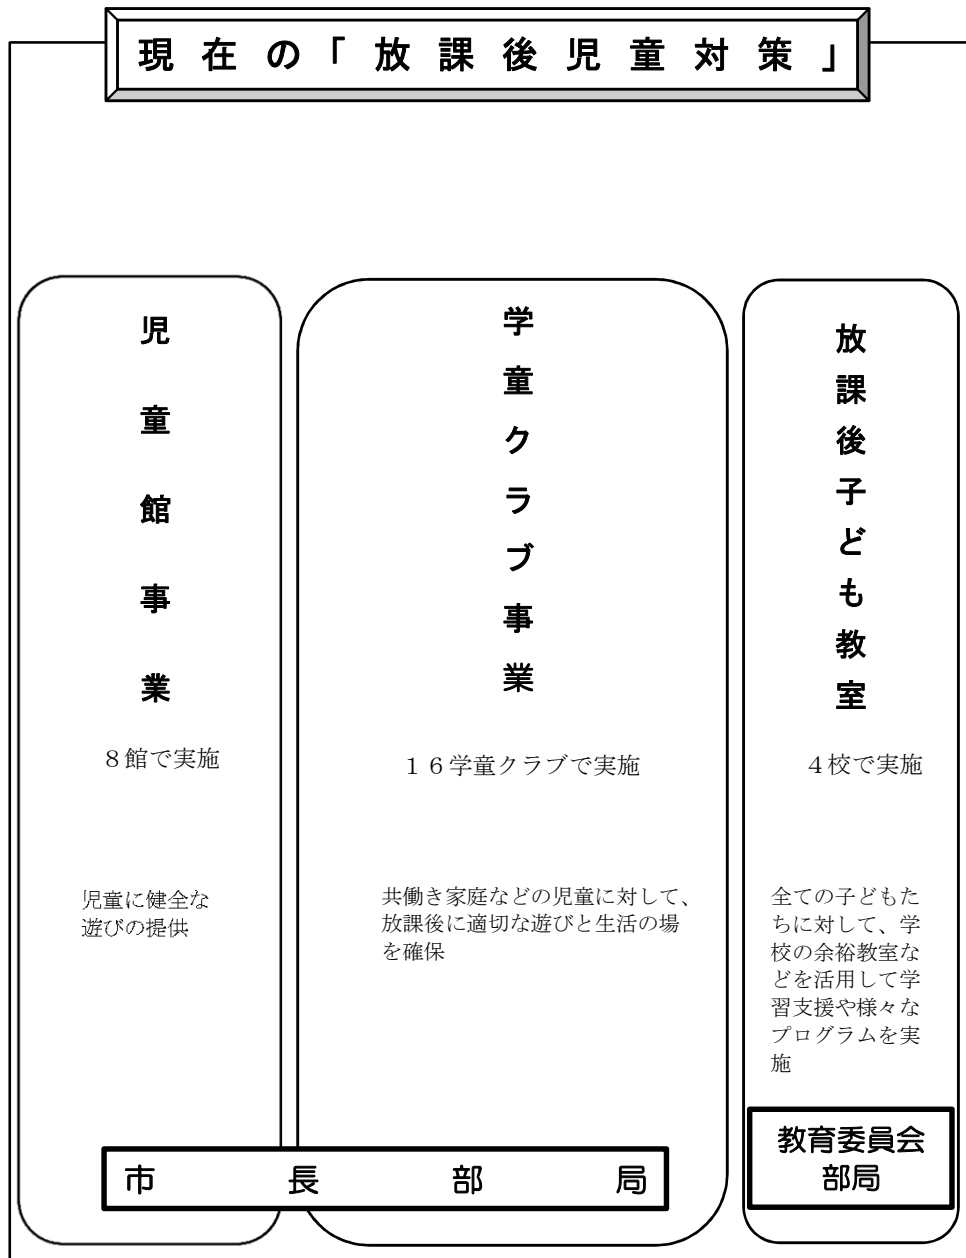 現在の「放課後児童対策」
児童館事業
８館で実施
児童に健全な
遊びの提供
学童クラブ事業
１６学童クラブで実施
共働き家庭などの児童に対して、
放課後に適切な遊びと生活の場
を確保
市長部局
放課後子ども教室
４校で実施
全ての子どもた
ちに対して、学
校の余裕教室な
どを活用して学
習支援や様々な
プログラムを実
施
教育委員会
部局